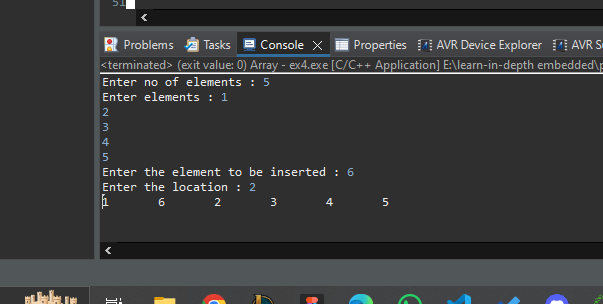 51
Problems Tasks Console Properties AVR Device Explorer AVR Su
<terminated> (exit value: 0) Array - ex4.exe [C/C++ Application] E:\learn-in-depth embedded\p
Enter no of elements : 5
Enter elements : 1
2
3
4
5
Enter the element to be inserted : 6
Enter the location : 2
1 6 2 3 4 5